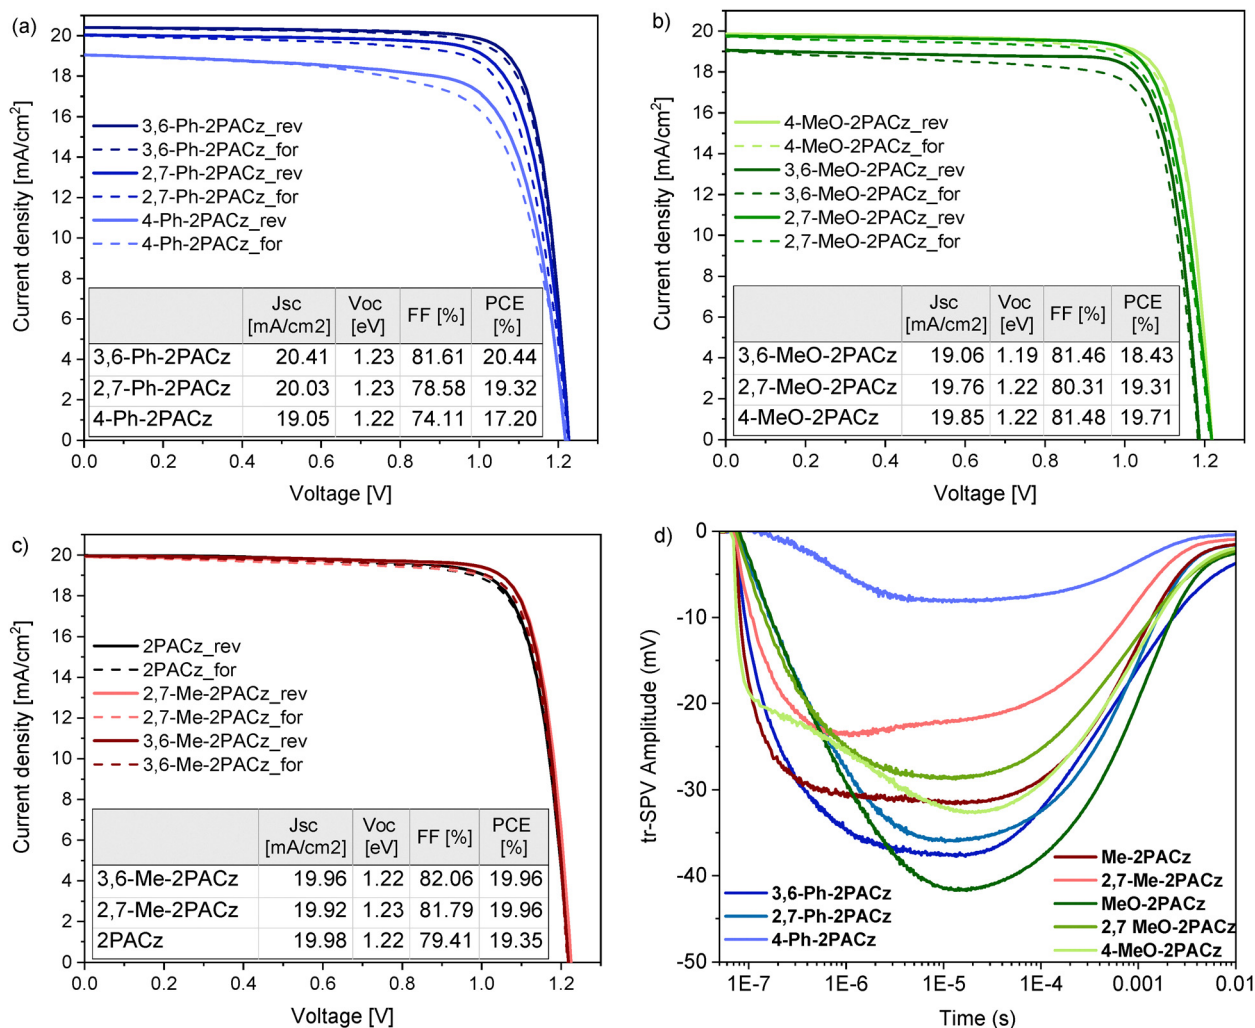 (a)
20
18
16
14
12
10
8
6
4
2
0
Current density [mA/cm²]
3,6-Ph-2PACz_rev
3,6-Ph-2PACz_for
2,7-Ph-2PACz_rev
2,7-Ph-2PACz_for
4-Ph-2PACz_rev
4-Ph-2PACz_for
Jsc [mA/cm2] Voc [eV] FF [%] PCE [%]
3,6-Ph-2PACz 20.41 1.23 81.61 20.44
2,7-Ph-2PACz 20.03 1.23 78.58 19.32
4-Ph-2PACz 19.05 1.22 74.11 17.20
0.0 0.2 0.4 0.6 0.8 1.0 1.2
Voltage [V]
b)
20
18
16
14
12
10
8
6
4
2
0
Current density [mA/cm²]
4-MeO-2PACz_rev
4-MeO-2PACz_for
3,6-MeO-2PACz_rev
3,6-MeO-2PACz_for
2,7-MeO-2PACz_rev
2,7-MeO-2PACz_for
Jsc [mA/cm2] Voc [eV] FF [%] PCE [%]
3,6-MeO-2PACz 19.06 1.19 81.46 18.43
2,7-MeO-2PACz 19.76 1.22 80.31 19.31
4-MeO-2PACz 19.85 1.22 81.48 19.71
0.0 0.2 0.4 0.6 0.8 1.0 1.2
Voltage [V]
c)
20
18
16
14
12
10
8
6
4
2
0
Current density [mA/cm²]
2PACz_rev
2PACz_for
2,7-Me-2PACz_rev
2,7-Me-2PACz_for
3,6-Me-2PACz_rev
3,6-Me-2PACz_for
Jsc [mA/cm2] Voc [eV] FF [%] PCE [%]
3,6-Me-2PACz 19.96 1.22 82.06 19.96
2,7-Me-2PACz 19.92 1.23 81.79 19.96
2PACz 19.98 1.22 79.41 19.35
0.0 0.2 0.4 0.6 0.8 1.0 1.2
Voltage [V]
d)
0
-10
-20
-30
-40
-50
tr-SPV Amplitude (mV)
3,6-Ph-2PACz
2,7-Ph-2PACz
4-Ph-2PACz
Me-2PACz
2,7-Me-2PACz
MeO-2PACz
2,7 MeO-2PACz
4-MeO-2PACz
1E-7 1E-6 1E-5 1E-4 0.001 0.01
Time (s)